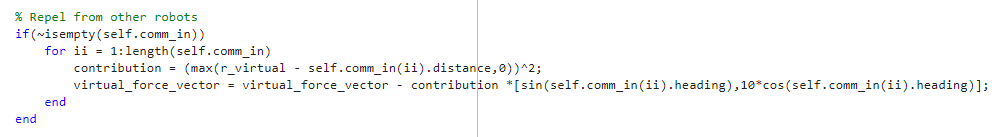 % Repel from other robots
if(~isempty(self.comm_in))
    for ii = 1:length(self.comm_in)
        contribution = (max(r_virtual - self.comm_in(ii).distance,0))^2;
        virtual_force_vector = virtual_force_vector - contribution *[sin(self.comm_in(ii).heading),10*cos(self.comm_in(ii).heading)];
    end
end